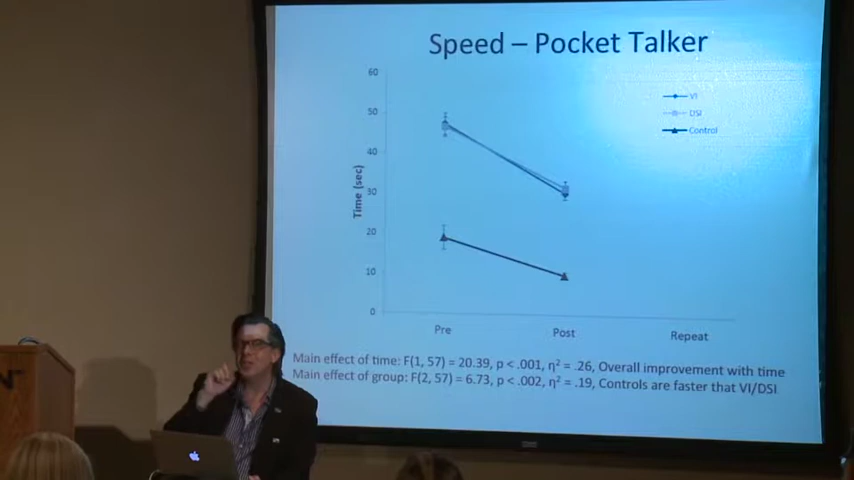 Speed – Pocket Talker
60
50
40
30
20
10
0
Time (sec)
VI
DSI
Control
Pre
Post
Repeat
Main effect of time: F(1, 57) = 20.39, p < .001, η² = .26, Overall improvement with time
Main effect of group: F(2, 57) = 6.73, p < .002, η² = .19, Controls are faster that VI/DSI